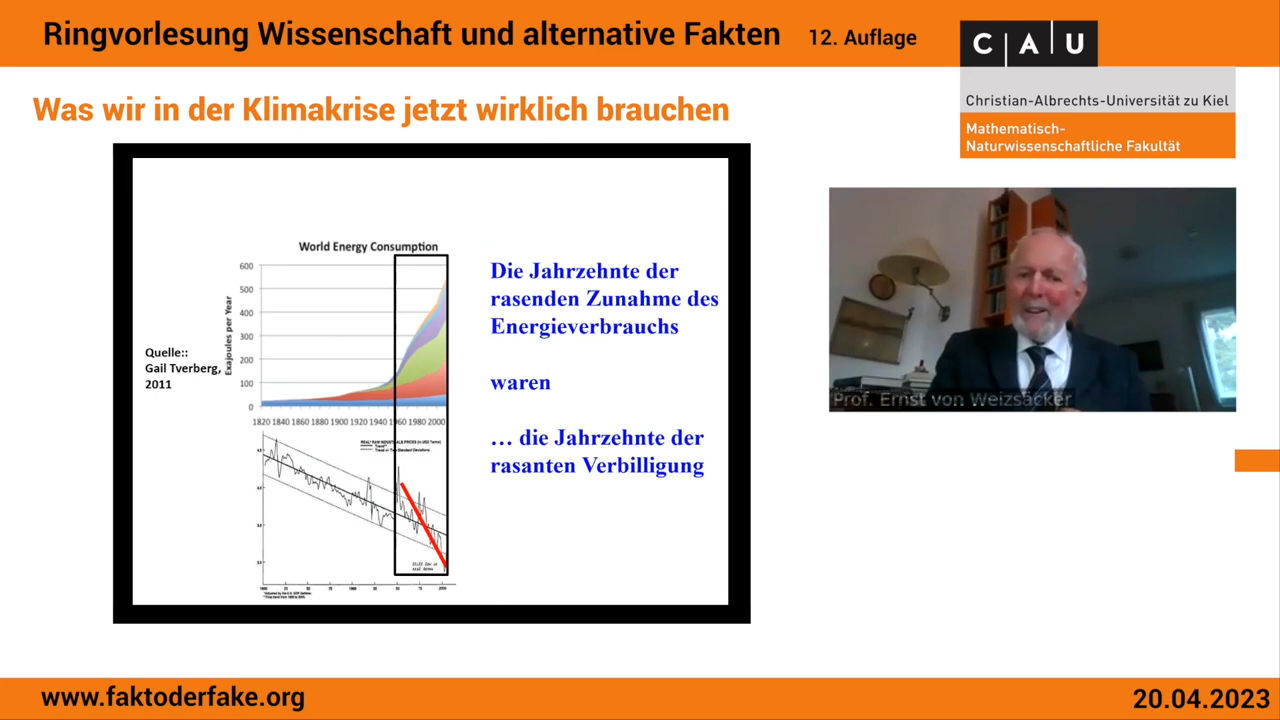 Ringvorlesung Wissenschaft und alternative Fakten 12. Auflage
CAU
Christian-Albrechts-Universität zu Kiel
Mathematisch-
Naturwissenschaftliche Fakultät
Was wir in der Klimakrise jetzt wirklich brauchen
World Energy Consumption
Exajoules per Year
600
500
400
300
200
100
0
1820 1840 1860 1880 1900 1920 1940 1960 1980 2000
Quelle::
Gail Tverberg,
2011
Die Jahrzehnte der
rasenden Zunahme des
Energieverbrauchs
waren
… die Jahrzehnte der
rasanten Verbilligung
Prof. Ernst von Weizsäcker
www.faktoderfake.org
20.04.2023